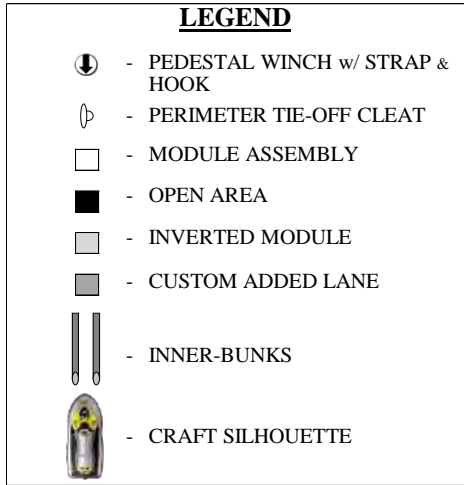 LEGEND
- PEDESTAL WINCH w/ STRAP &
HOOK
- PERIMETER TIE-OFF CLEAT
- MODULE ASSEMBLY
- OPEN AREA
- INVERTED MODULE
- CUSTOM ADDED LANE
- INNER-BUNKS
- CRAFT SILHOUETTE